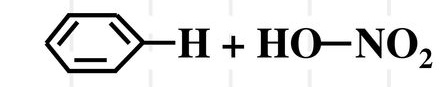 H + HO—NO₂